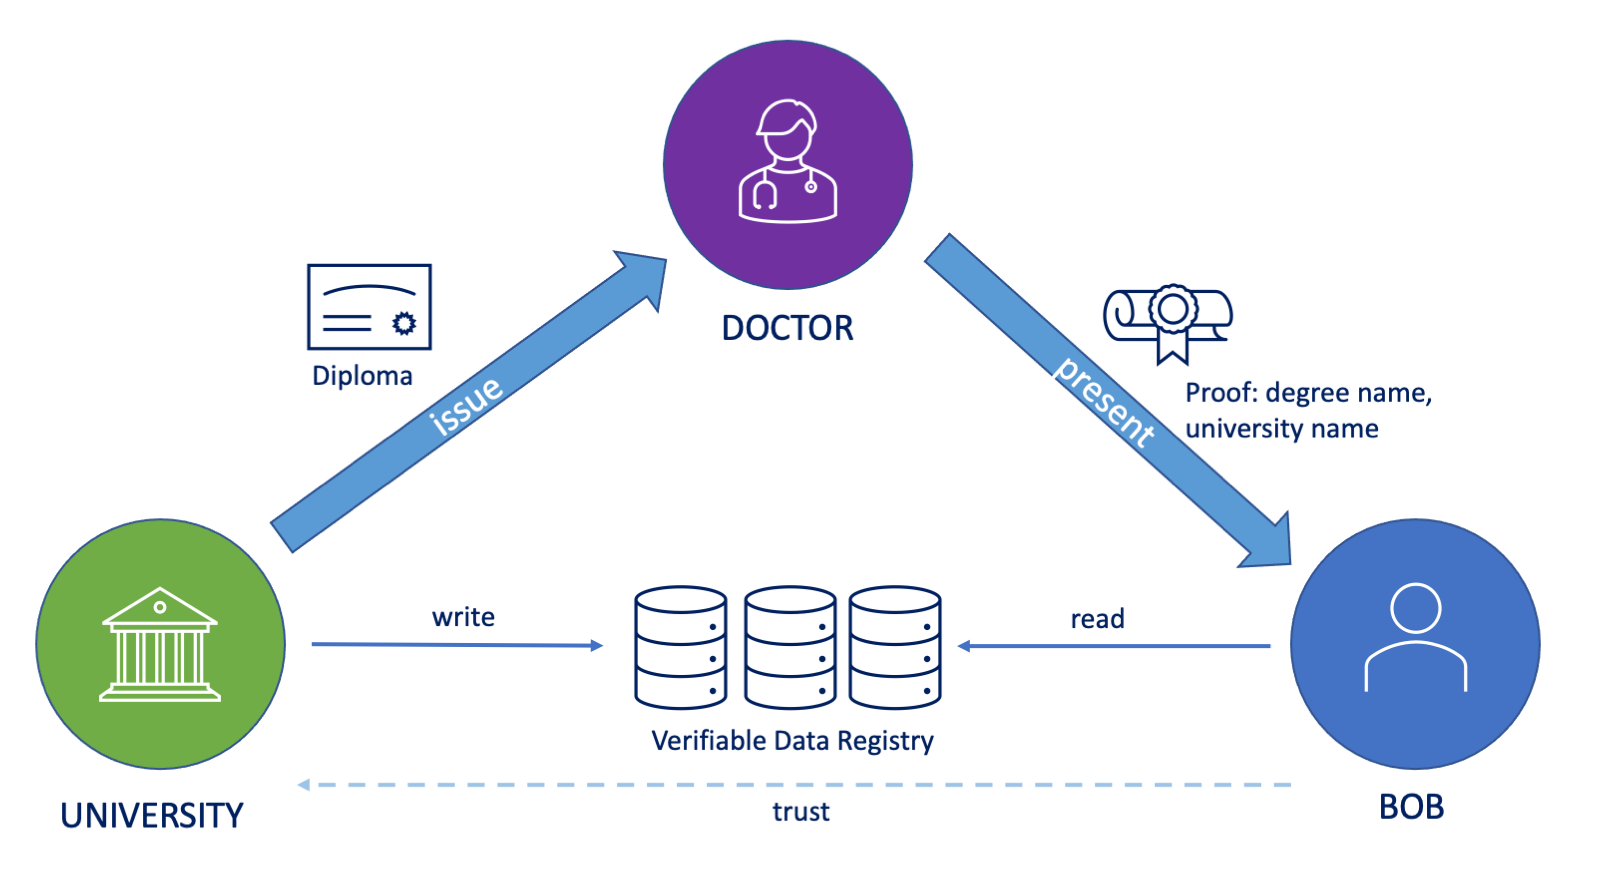 DOCTOR
Diploma
issue
present
Proof: degree name,
university name
write
read
Verifiable Data Registry
trust
UNIVERSITY
BOB